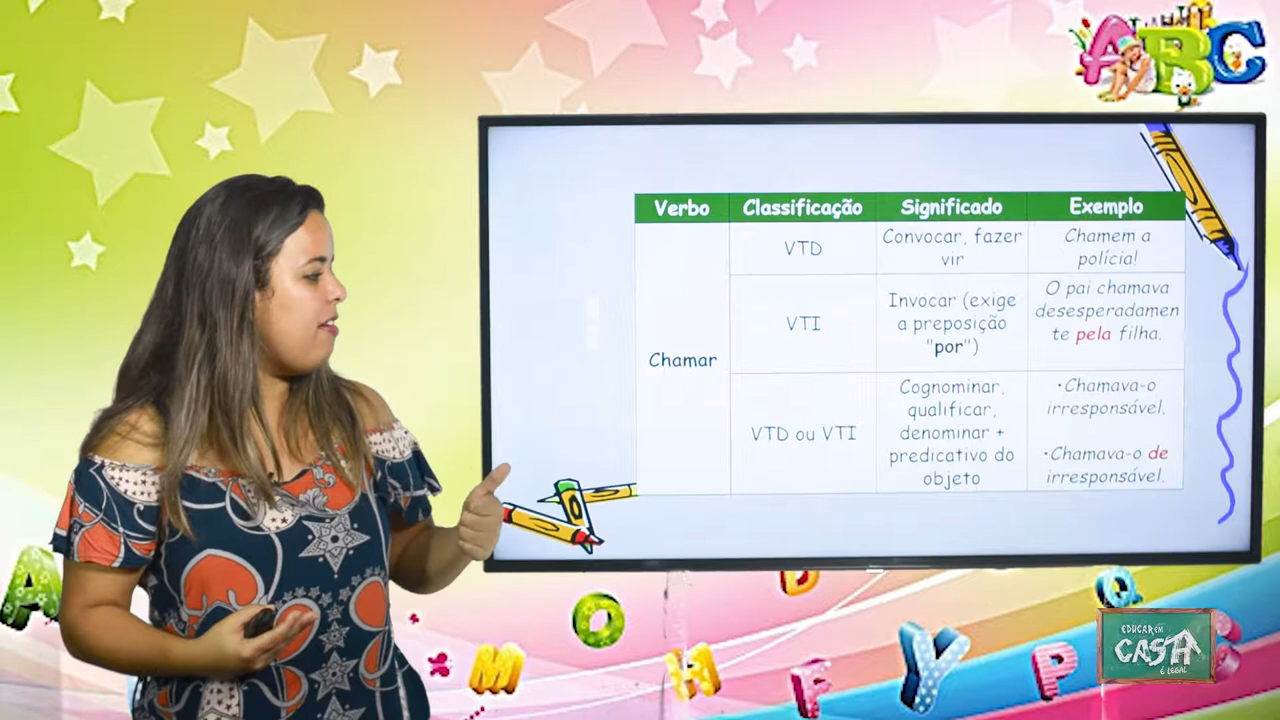 ABC
Verbo Classificação Significado Exemplo
Chamar
VTD
Convocar, fazer
vir
Chamem a
polícia!
VTI
Invocar (exige
a preposição
"por")
O pai chamava
desesperadamen
te pela filha.
VTD ou VTI
Cognominar,
qualificar,
denominar +
predicativo do
objeto
•Chamava-o
irresponsável.
•Chamava-o de
irresponsável.
A
M
O
H
D
F
Y
P
Q
EDUCAR EM
CASA
É LEGAL